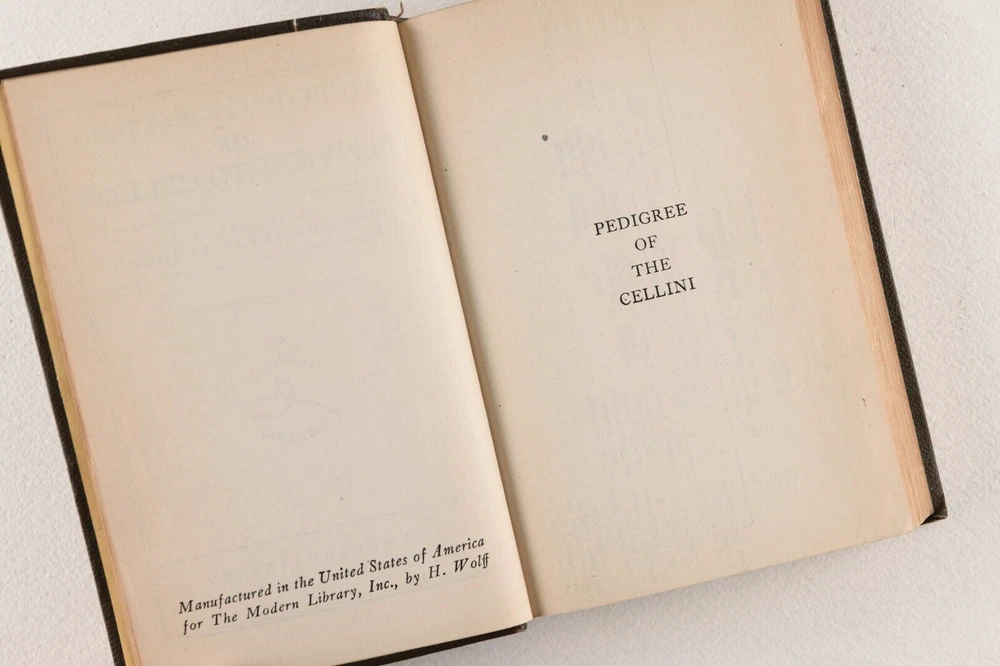 Manufactured in the United States of America
for The Modern Library, Inc., by H. Wolff
PEDIGREE
OF
THE
CELLINI